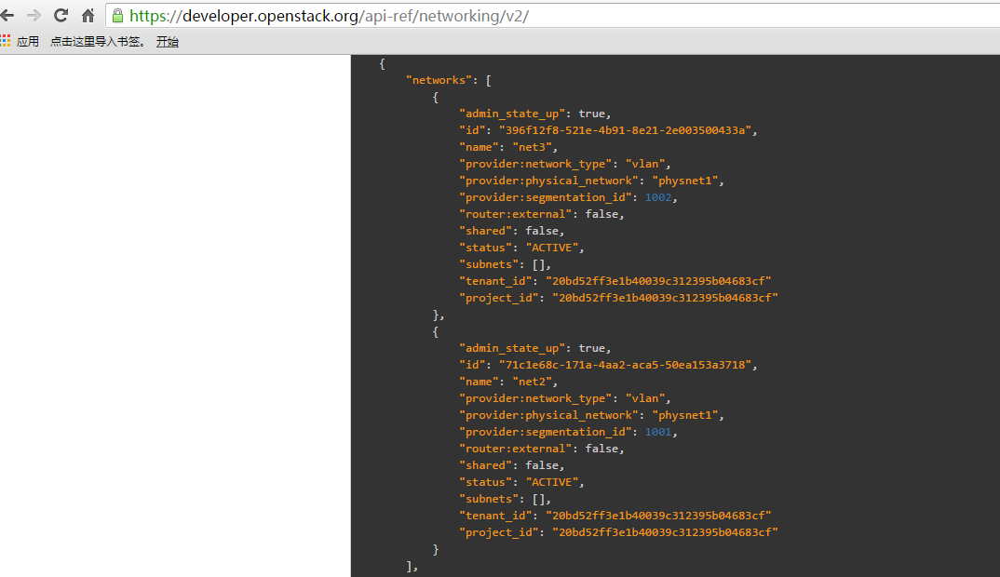 https://developer.openstack.org/api-ref/networking/v2/
应用 点击这里导入书签。 开始
{
"networks": [
{
"admin_state_up": true,
"id": "396f12f8-521e-4b91-8e21-2e003500433a",
"name": "net3",
"provider:network_type": "vlan",
"provider:physical_network": "physnet1",
"provider:segmentation_id": 1002,
"router:external": false,
"shared": false,
"status": "ACTIVE",
"subnets": [],
"tenant_id": "20bd52ff3e1b40039c312395b04683cf"
"project_id": "20bd52ff3e1b40039c312395b04683cf"
},
{
"admin_state_up": true,
"id": "71c1e68c-171a-4aa2-aca5-50ea153a3718",
"name": "net2",
"provider:network_type": "vlan",
"provider:physical_network": "physnet1",
"provider:segmentation_id": 1001,
"router:external": false,
"shared": false,
"status": "ACTIVE",
"subnets": [],
"tenant_id": "20bd52ff3e1b40039c312395b04683cf"
"project_id": "20bd52ff3e1b40039c312395b04683cf"
}
],